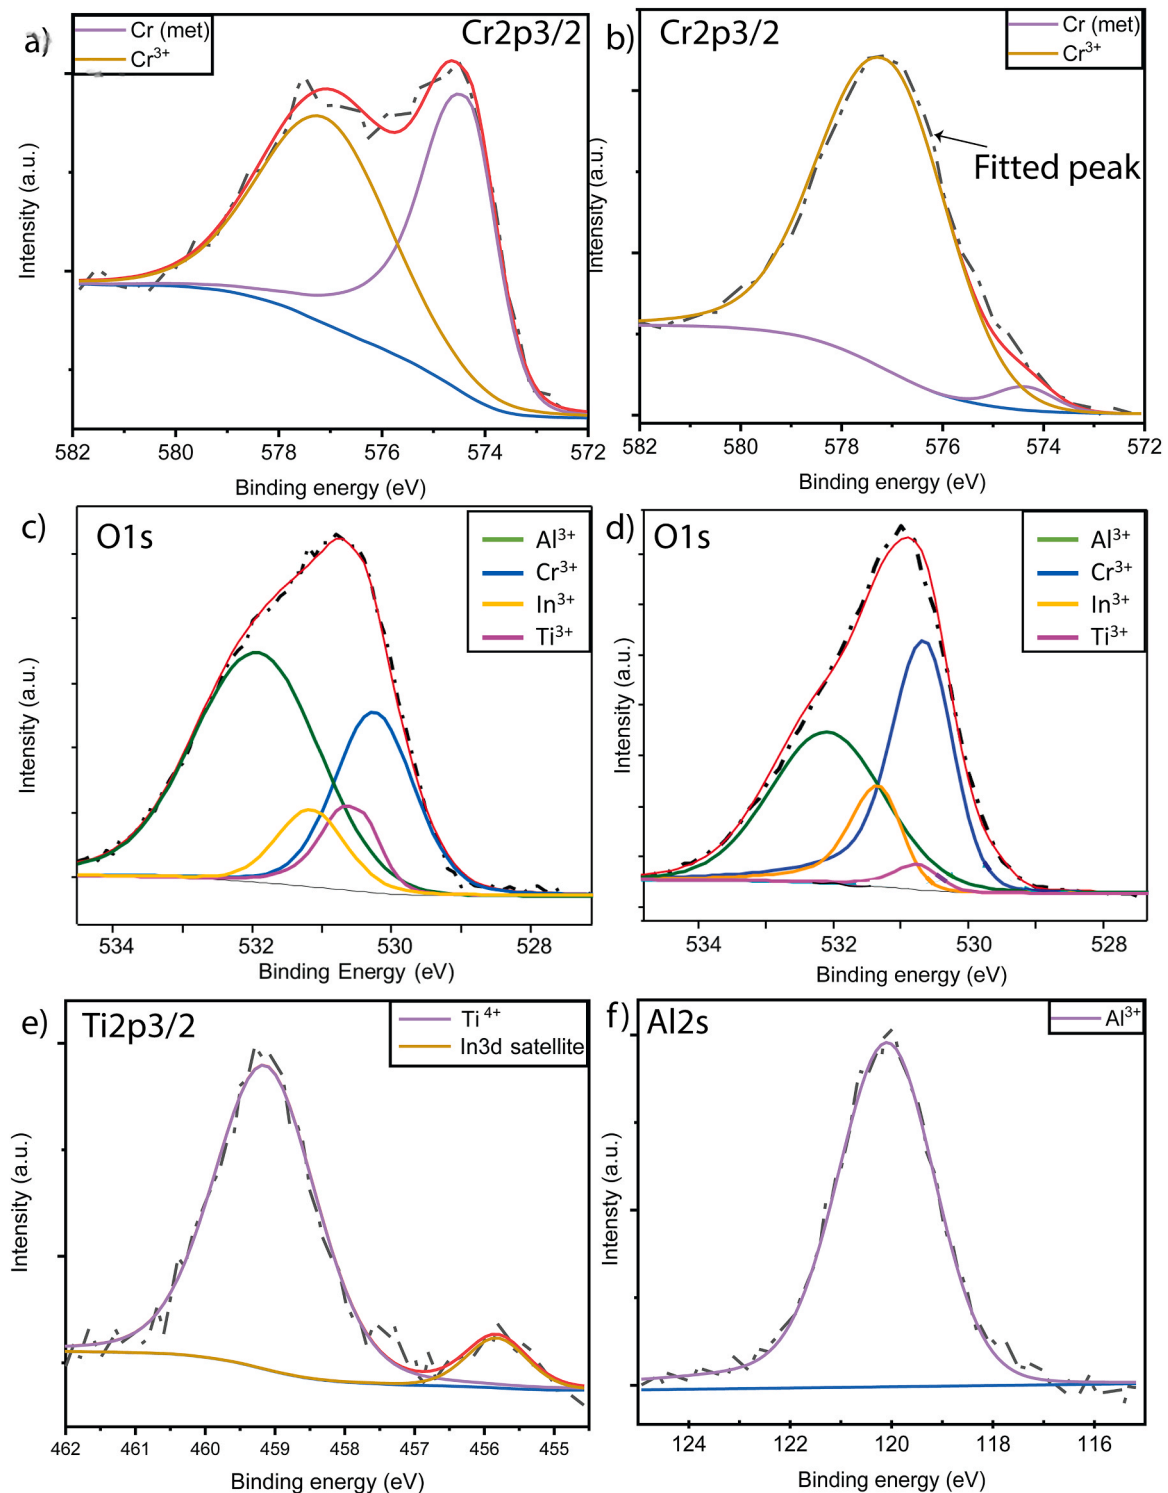 a)
Cr (met)
Cr³⁺
Cr2p3/2
Intensity (a.u.)
582 580 578 576 574 572
Binding energy (eV)
b)
Cr2p3/2
Cr (met)
Cr³⁺
Fitted peak
Intensity (a.u.)
582 580 578 576 574 572
Binding energy (eV)
c)
O1s
Al³⁺
Cr³⁺
In³⁺
Ti³⁺
Intensity (a.u.)
534 532 530 528
Binding Energy (eV)
d)
O1s
Al³⁺
Cr³⁺
In³⁺
Ti³⁺
Intensity (a.u.)
534 532 530 528
Binding energy (eV)
e)
Ti2p3/2
Ti ⁴⁺
In3d satellite
Intensity (a.u.)
462 461 460 459 458 457 456 455
Binding energy (eV)
f)
Al2s
Al³⁺
Intensity (a.u.)
124 122 120 118 116
Binding energy (eV)